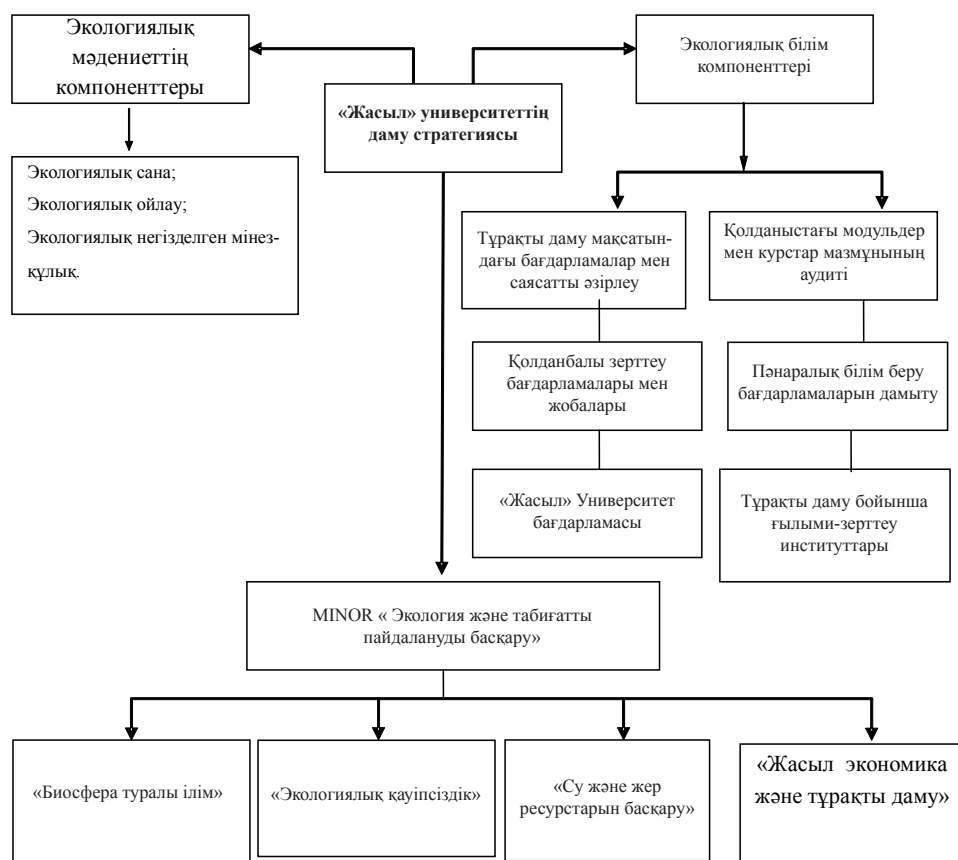 Экологиялық
мәдениеттің
компоненттеры
Экологиялық білім
компоненттері
«Жасыл» университеттің
даму стратегиясы
Экологиялық сана;
Экологиялық ойлау;
Экологиялық негізделген мінез-
құлық.
Тұрақты даму мақсатын-
дағы бағдарламалар мен
саясатты әзірлеу
Қолданыстағы модульдер
мен курстар мазмұнының
аудиті
Қолданбалы зерттеу
бағдарламалары мен
жобалары
Пәнаралық білім беру
бағдарламаларын дамыту
«Жасыл» Университет
бағдарламасы
Тұрақты даму бойынша
ғылыми-зерттеу
институттары
MINOR « Экология және табиғатты
пайдалануды басқару»
«Биосфера туралы ілім»
«Экологиялық қауіпсіздік»
«Су және жер
ресурстарын басқару»
«Жасыл экономика
және тұрақты даму»